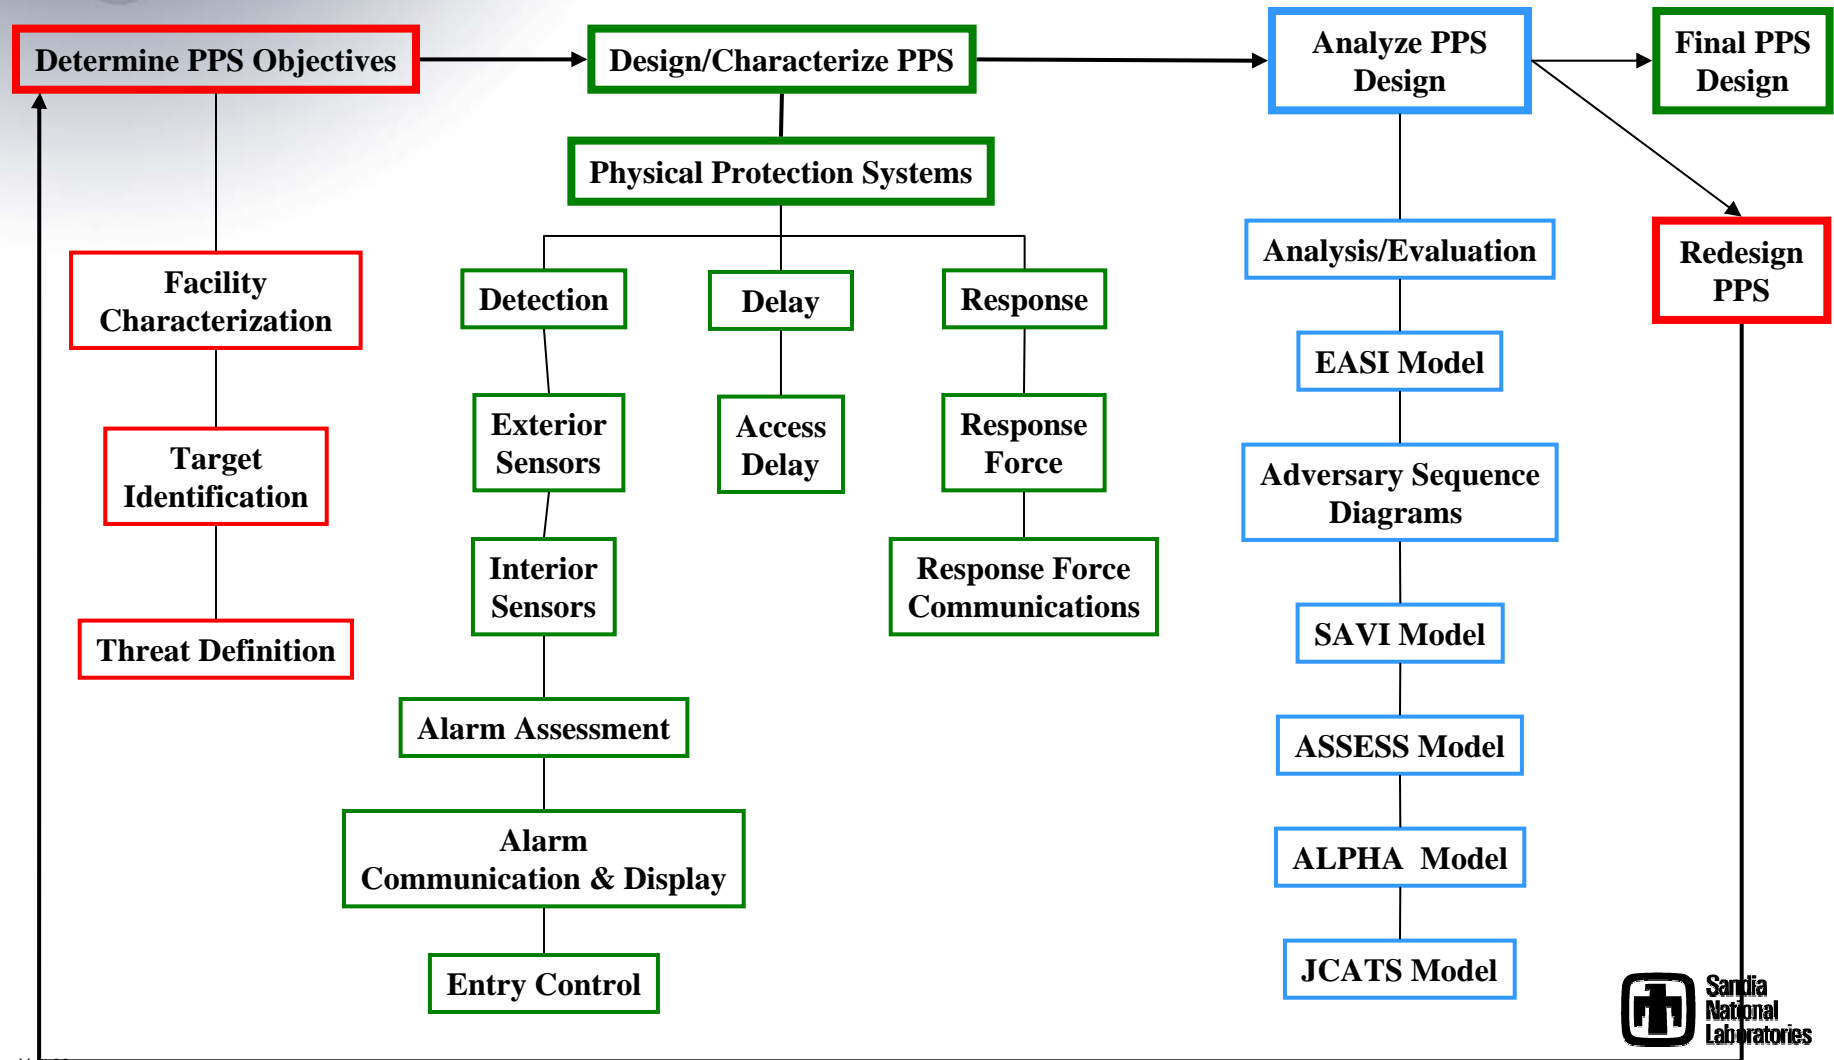 Determine PPS Objectives
Design/Characterize PPS
Analyze PPS
Design
Final PPS
Design
Physical Protection Systems
Redesign
PPS
Facility
Characterization
Target
Identification
Threat Definition
Detection
Exterior
Sensors
Interior
Sensors
Alarm Assessment
Alarm
Communication & Display
Entry Control
Delay
Access
Delay
Response
Response
Force
Response Force
Communications
Analysis/Evaluation
EASI Model
Adversary Sequence
Diagrams
SAVI Model
ASSESS Model
ALPHA  Model
JCATS Model
Sandia
National
Laboratories